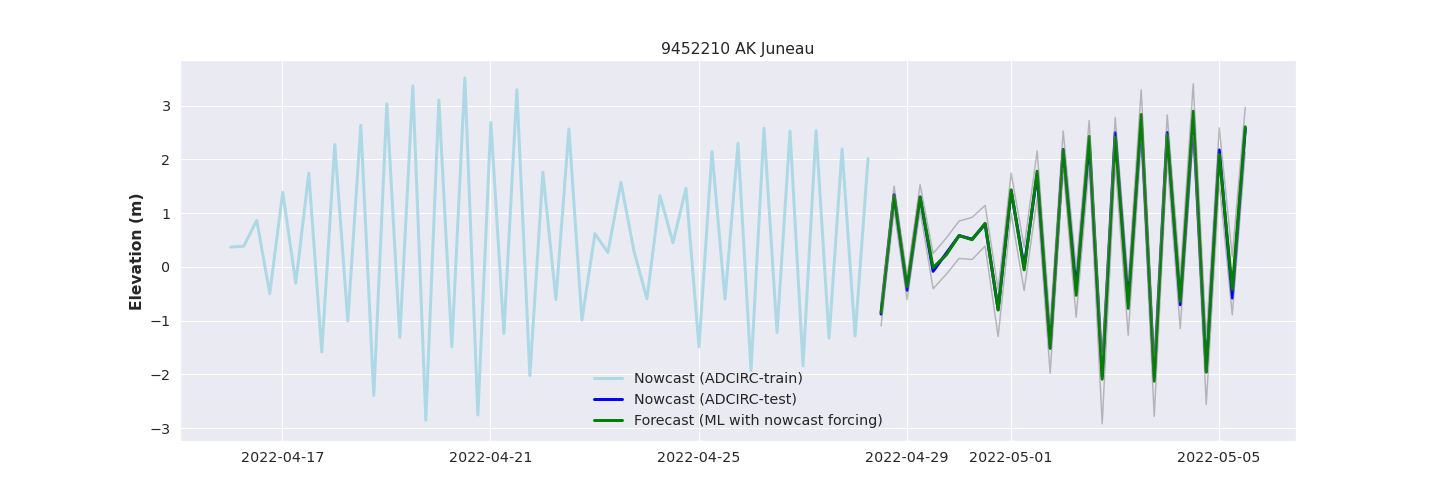 9452210 AK Juneau
Elevation (m)
3
2
1
0
−1
−2
−3
Nowcast (ADCIRC-train)
Nowcast (ADCIRC-test)
Forecast (ML with nowcast forcing)
2022-04-17 2022-04-21 2022-04-25 2022-04-29 2022-05-01 2022-05-05